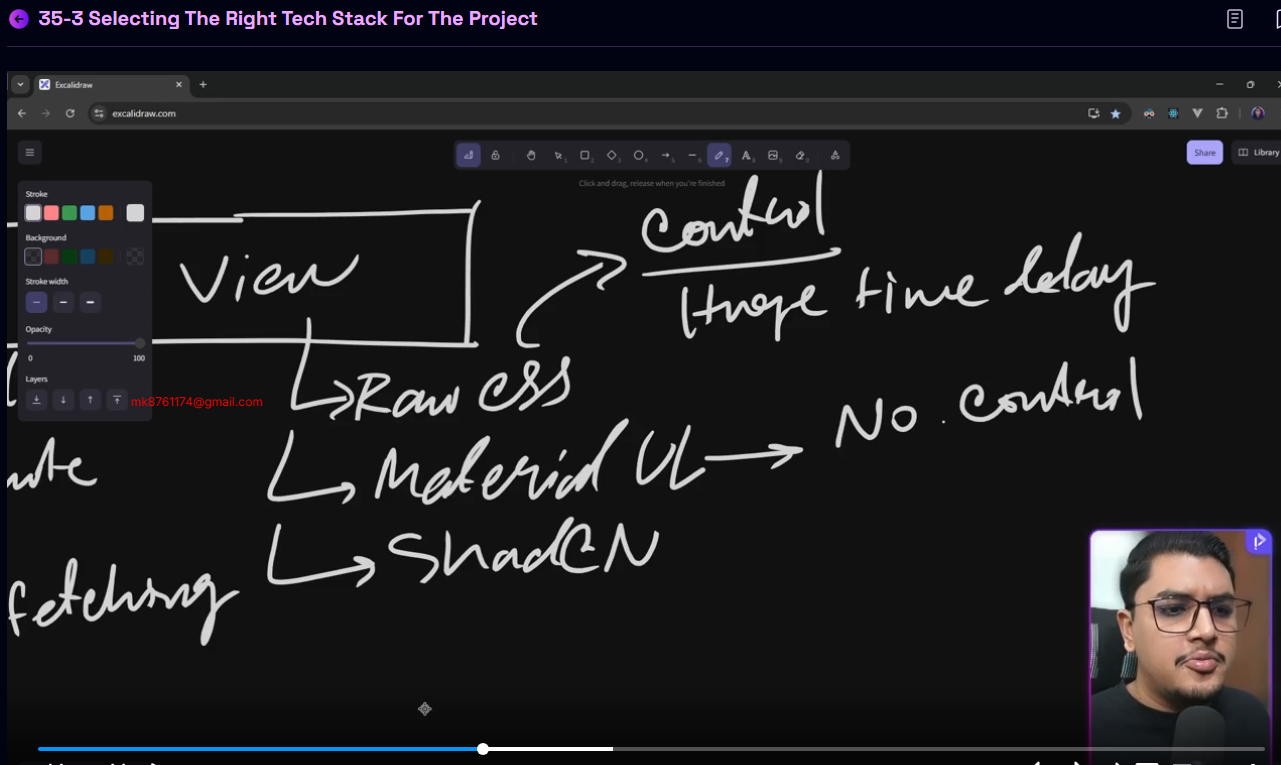 35-3 Selecting The Right Tech Stack For The Project
Excalidraw
excalidraw.com
Share
Library
Click and drag, release when you're finished
Stroke
Background
Stroke width
Opacity
0 100
Layers
mk8761174@gmail.com
View
Control
Huge time delay
Raw CSS
Material UI
No. control
ShadCN
fetching